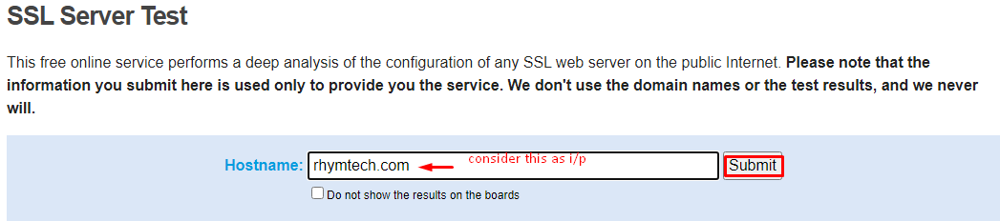 SSL Server Test
This free online service performs a deep analysis of the configuration of any SSL web server on the public Internet. Please note that the
information you submit here is used only to provide you the service. We don't use the domain names or the test results, and we never
will.
Hostname: rhymtech.com consider this as i/p Submit
Do not show the results on the boards